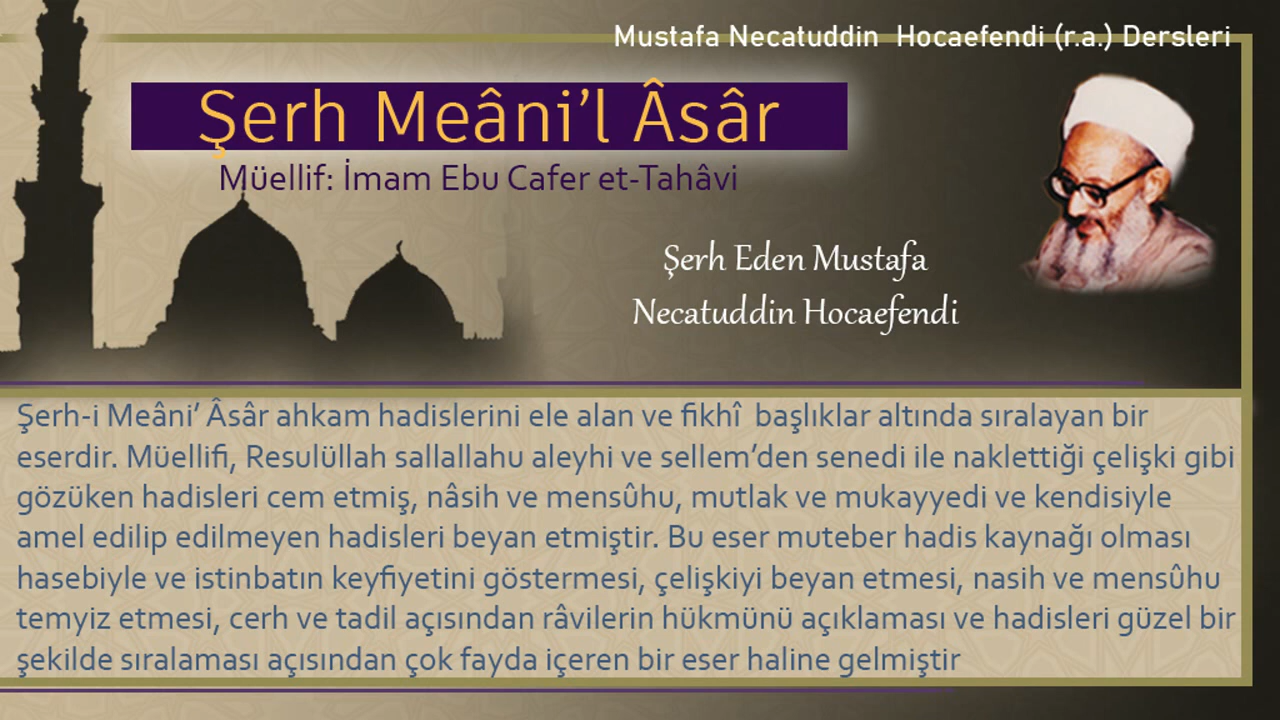 Mustafa Necatuddin Hocaefendi (r.a.) Dersleri
Şerh Meâni’l Âsâr
Müellif: İmam Ebu Cafer et-Tahâvi
Şerh Eden Mustafa
Necatuddin Hocaefendi
Şerh-i Meâni’ Âsâr ahkam hadislerini ele alan ve fikhî başlıklar altında sıralayan bir
eserdir. Müellifi, Resulüllah sallallahu aleyhi ve sellem’den senedi ile naklettiği çelişki gibi
gözüken hadisleri cem etmiş, nâsih ve mensûhu, mutlak ve mukayyedi ve kendisiyle
amel edilip edilmeyen hadisleri beyan etmiştir. Bu eser muteber hadis kaynağı olması
hasebiyle ve istinbatın keyfiyetini göstermesi, çelişkiyi beyan etmesi, nasih ve mensûhu
temyiz etmesi, cerh ve tadil açısından râvilerin hükmünü açıklaması ve hadisleri güzel bir
şekilde sıralaması açısından çok fayda içeren bir eser haline gelmiştir